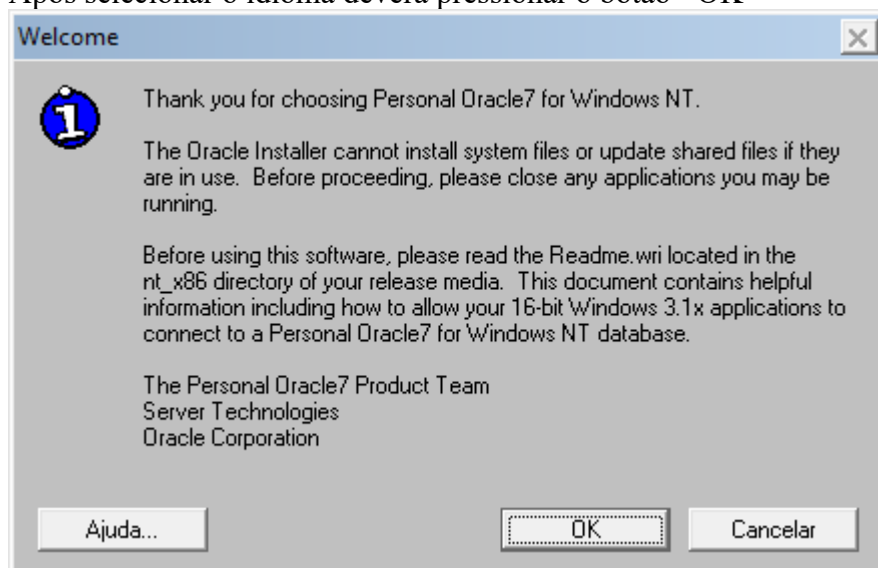 Após selecionar o idioma deverá pressionar o botão "OK"
Welcome
Thank you for choosing Personal Oracle7 for Windows NT.
The Oracle Installer cannot install system files or update shared files if they
are in use.  Before proceeding, please close any applications you may be
running.
Before using this software, please read the Readme.wri located in the
nt_x86 directory of your release media.  This document contains helpful
information including how to allow your 16-bit Windows 3.1x applications to
connect to a Personal Oracle7 for Windows NT database.
The Personal Oracle7 Product Team
Server Technologies
Oracle Corporation
Ajuda...
OK
Cancelar